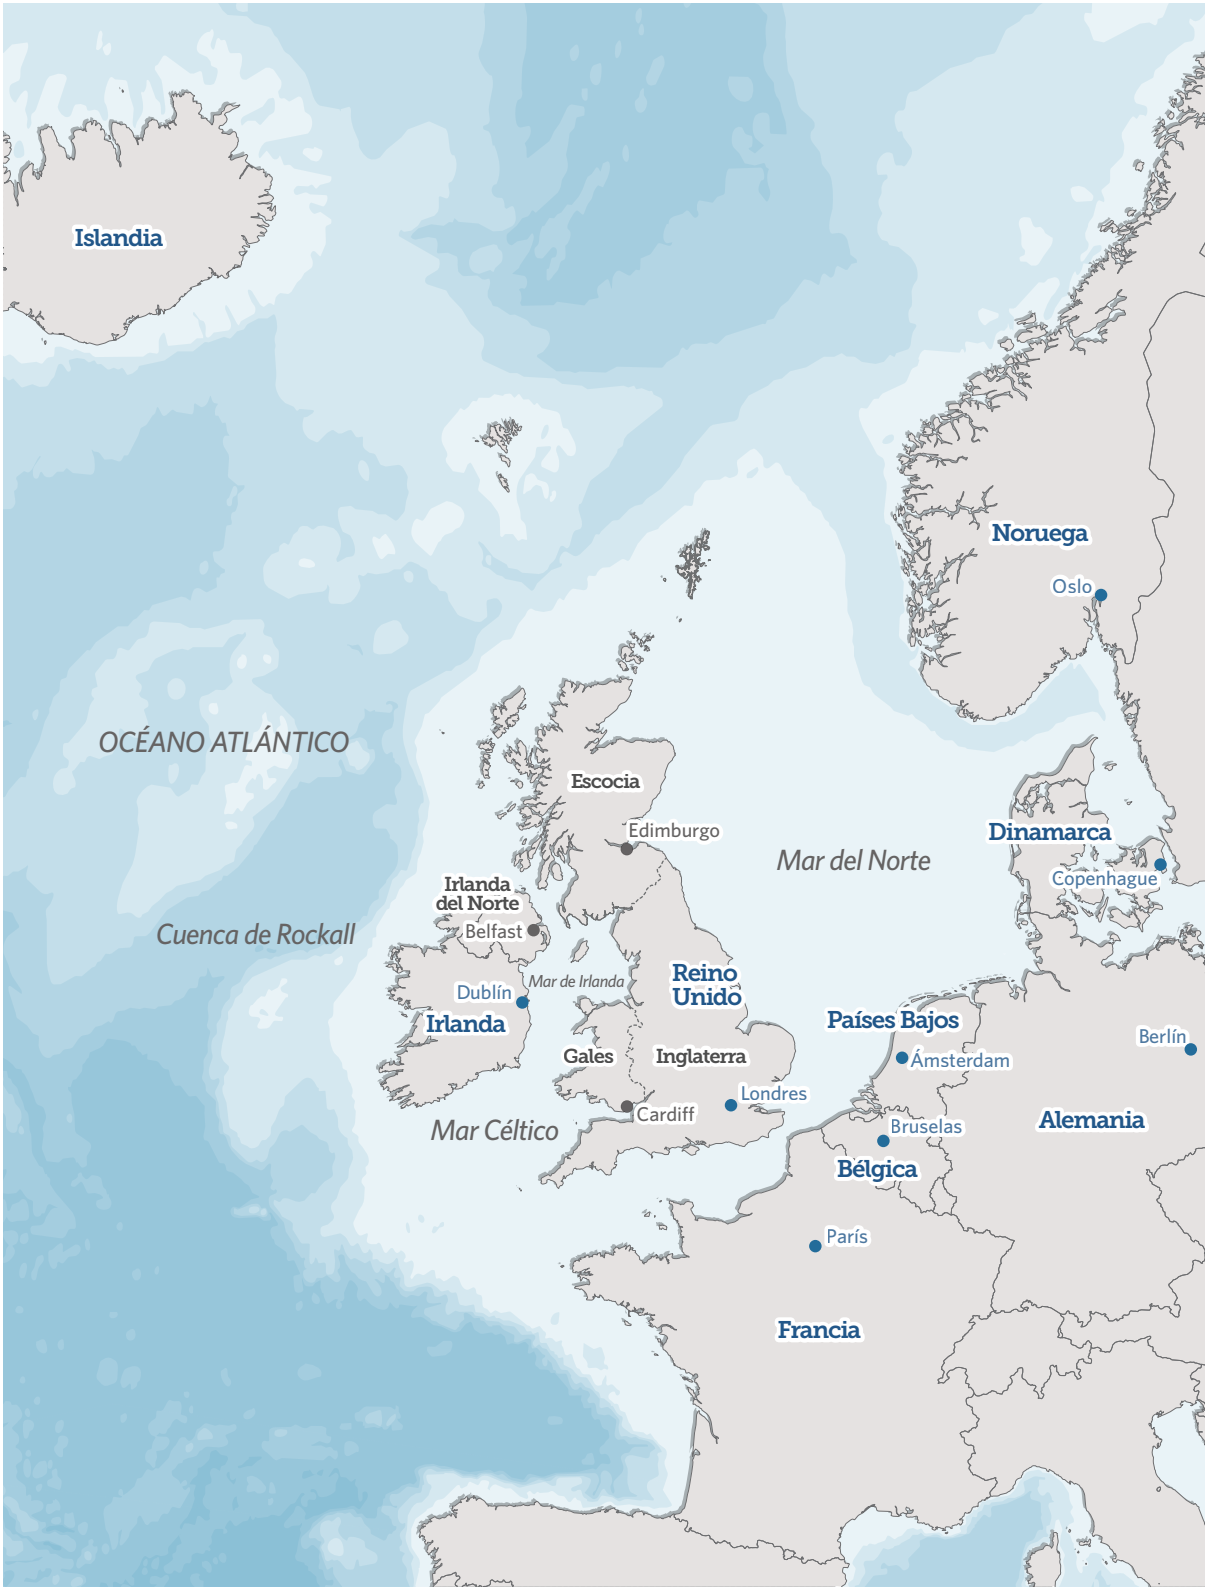 Islandia
Noruega
Oslo
OCÉANO ATLÁNTICO
Escocia
Edimburgo
Dinamarca
Mar del Norte
Copenhague
Irlanda
del Norte
Belfast
Cuenca de Rockall
Mar de Irlanda
Reino
Unido
Dublín
Irlanda
Países Bajos
Berlín
Gales
Inglaterra
Ámsterdam
Londres
Cardiff
Mar Céltico
Bruselas
Alemania
Bélgica
París
Francia